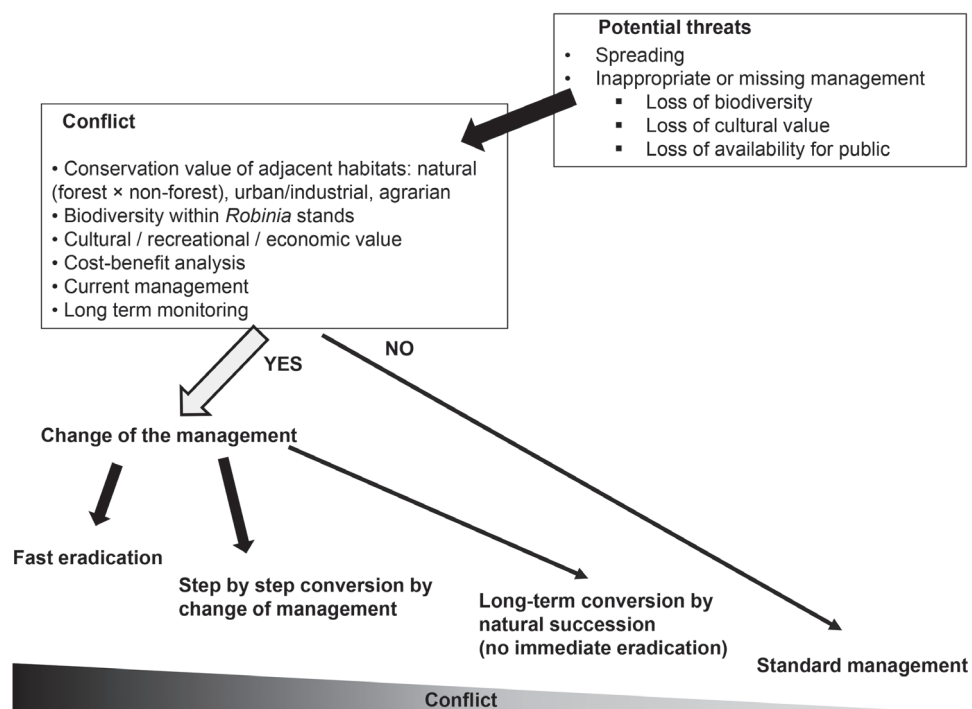 Potential threats
• Spreading
• Inappropriate or missing management
▪ Loss of biodiversity
▪ Loss of cultural value
▪ Loss of availability for public
Conflict
• Conservation value of adjacent habitats: natural
(forest × non-forest), urban/industrial, agrarian
• Biodiversity within Robinia stands
• Cultural / recreational / economic value
• Cost-benefit analysis
• Current management
• Long term monitoring
YES
NO
Change of the management
Fast eradication
Step by step conversion by
change of management
Long-term conversion by
natural succession
(no immediate eradication)
Standard management
Conflict